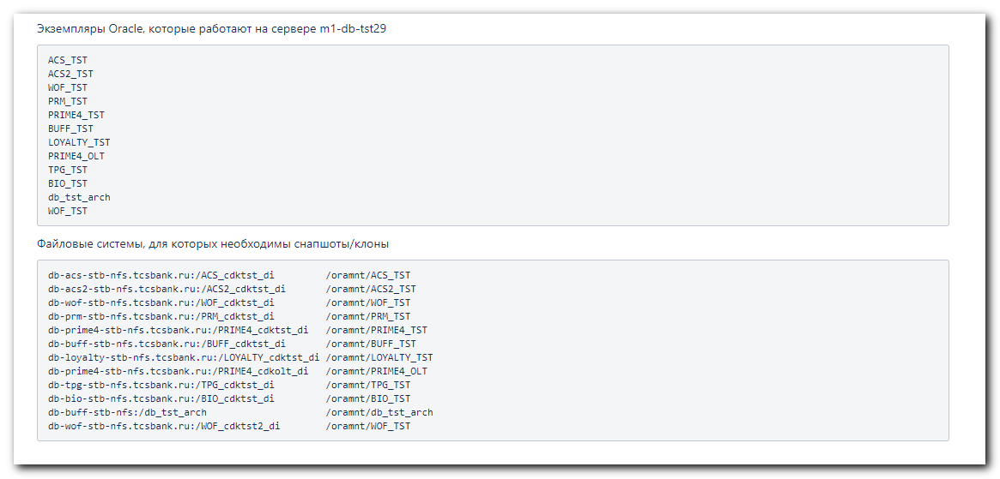 Экземпляры Oracle, которые работают на сервере m1-db-tst29
ACS_TST
ACS2_TST
WOF_TST
PRM_TST
PRIME4_TST
BUFF_TST
LOYALTY_TST
PRIME4_OLT
TPG_TST
BIO_TST
db_tst_arch
WOF_TST
Файловые системы, для которых необходимы снапшоты/клоны
db-acs-stb-nfs.tcsbank.ru:/ACS_cdktst_di /oramnt/ACS_TST
db-acs2-stb-nfs.tcsbank.ru:/ACS2_cdktst_di /oramnt/ACS2_TST
db-wof-stb-nfs.tcsbank.ru:/WOF_cdktst_di /oramnt/WOF_TST
db-prm-stb-nfs.tcsbank.ru:/PRM_cdktst_di /oramnt/PRM_TST
db-prime4-stb-nfs.tcsbank.ru:/PRIME4_cdktst_di /oramnt/PRIME4_TST
db-buff-stb-nfs.tcsbank.ru:/BUFF_cdktst_di /oramnt/BUFF_TST
db-loyalty-stb-nfs.tcsbank.ru:/LOYALTY_cdktst_di /oramnt/LOYALTY_TST
db-prime4-stb-nfs.tcsbank.ru:/PRIME4_cdkolt_di /oramnt/PRIME4_OLT
db-tpg-stb-nfs.tcsbank.ru:/TPG_cdktst_di /oramnt/TPG_TST
db-bio-stb-nfs.tcsbank.ru:/BIO_cdktst_di /oramnt/BIO_TST
db-buff-stb-nfs:/db_tst_arch /oramnt/db_tst_arch
db-wof-stb-nfs.tcsbank.ru:/WOF_cdktst2_di /oramnt/WOF_TST